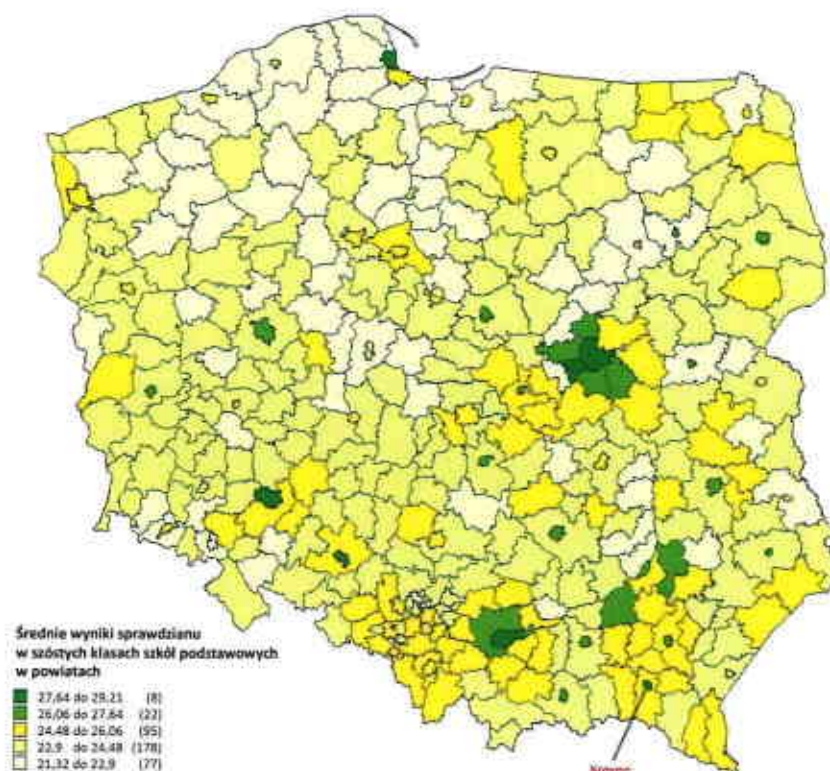 Średnie wyniki sprawdzianu
w szóstych klasach szkół podstawowych
w powiatach
27,64 do 29,21 (8)
26,06 do 27,64 (22)
24,48 do 26,06 (95)
22,9 do 24,48 (178)
21,32 do 22,9 (77)